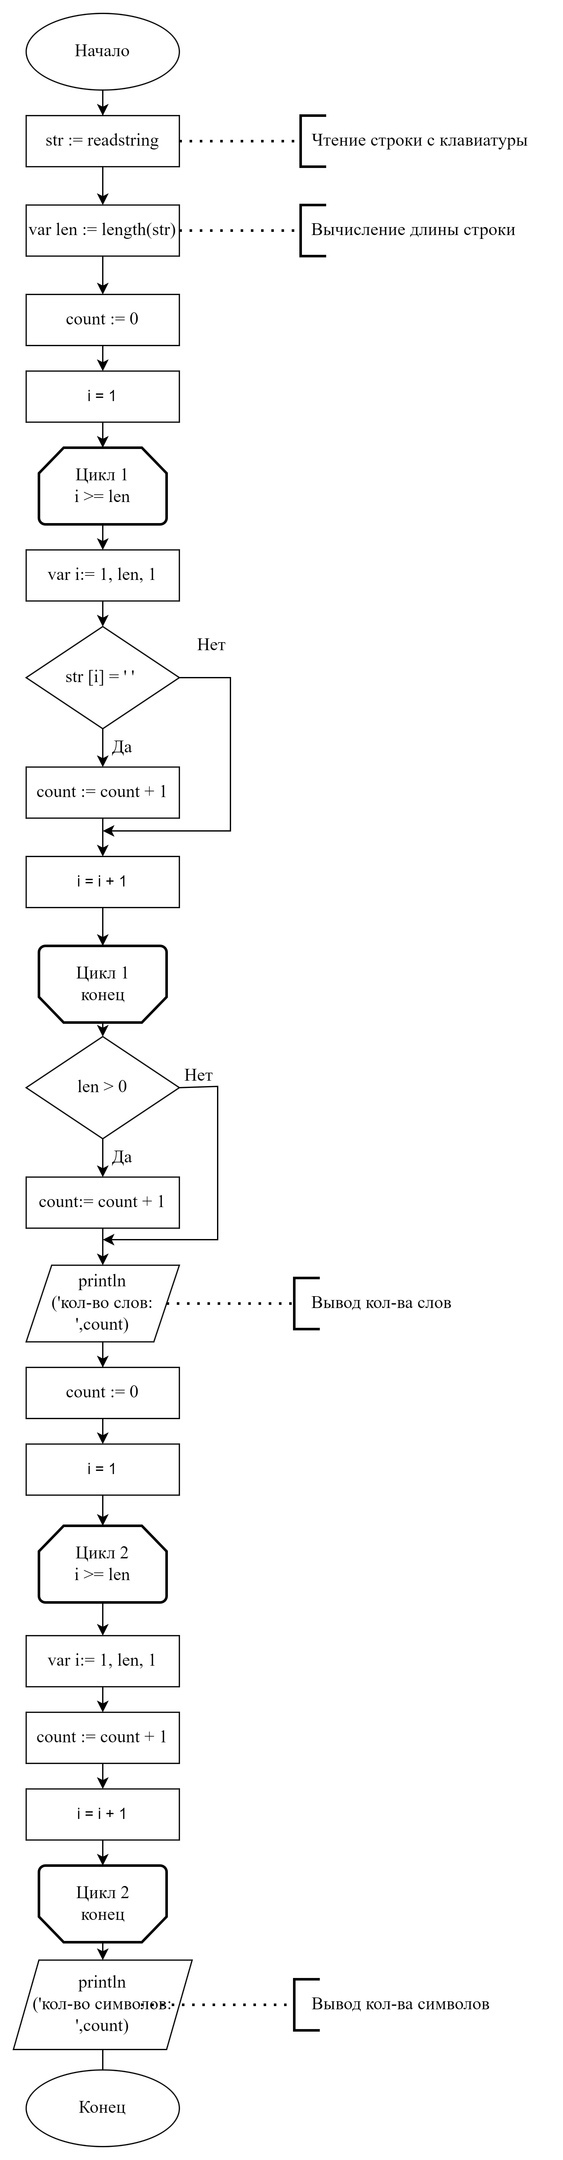 Начало
str := readstring
Чтение строки с клавиатуры
var len := length(str)
Вычисление длины строки
count := 0
i = 1
Цикл 1
i >= len
var i:= 1, len, 1
Нет
str [i] = ' '
Да
count := count + 1
i = i + 1
Цикл 1
конец
Нет
len > 0
Да
count:= count + 1
println
('кол-во слов:
',count)
Вывод кол-ва слов
count := 0
i = 1
Цикл 2
i >= len
var i:= 1, len, 1
count := count + 1
i = i + 1
Цикл 2
конец
println
('кол-во символов:
',count)
Вывод кол-ва символов
Конец